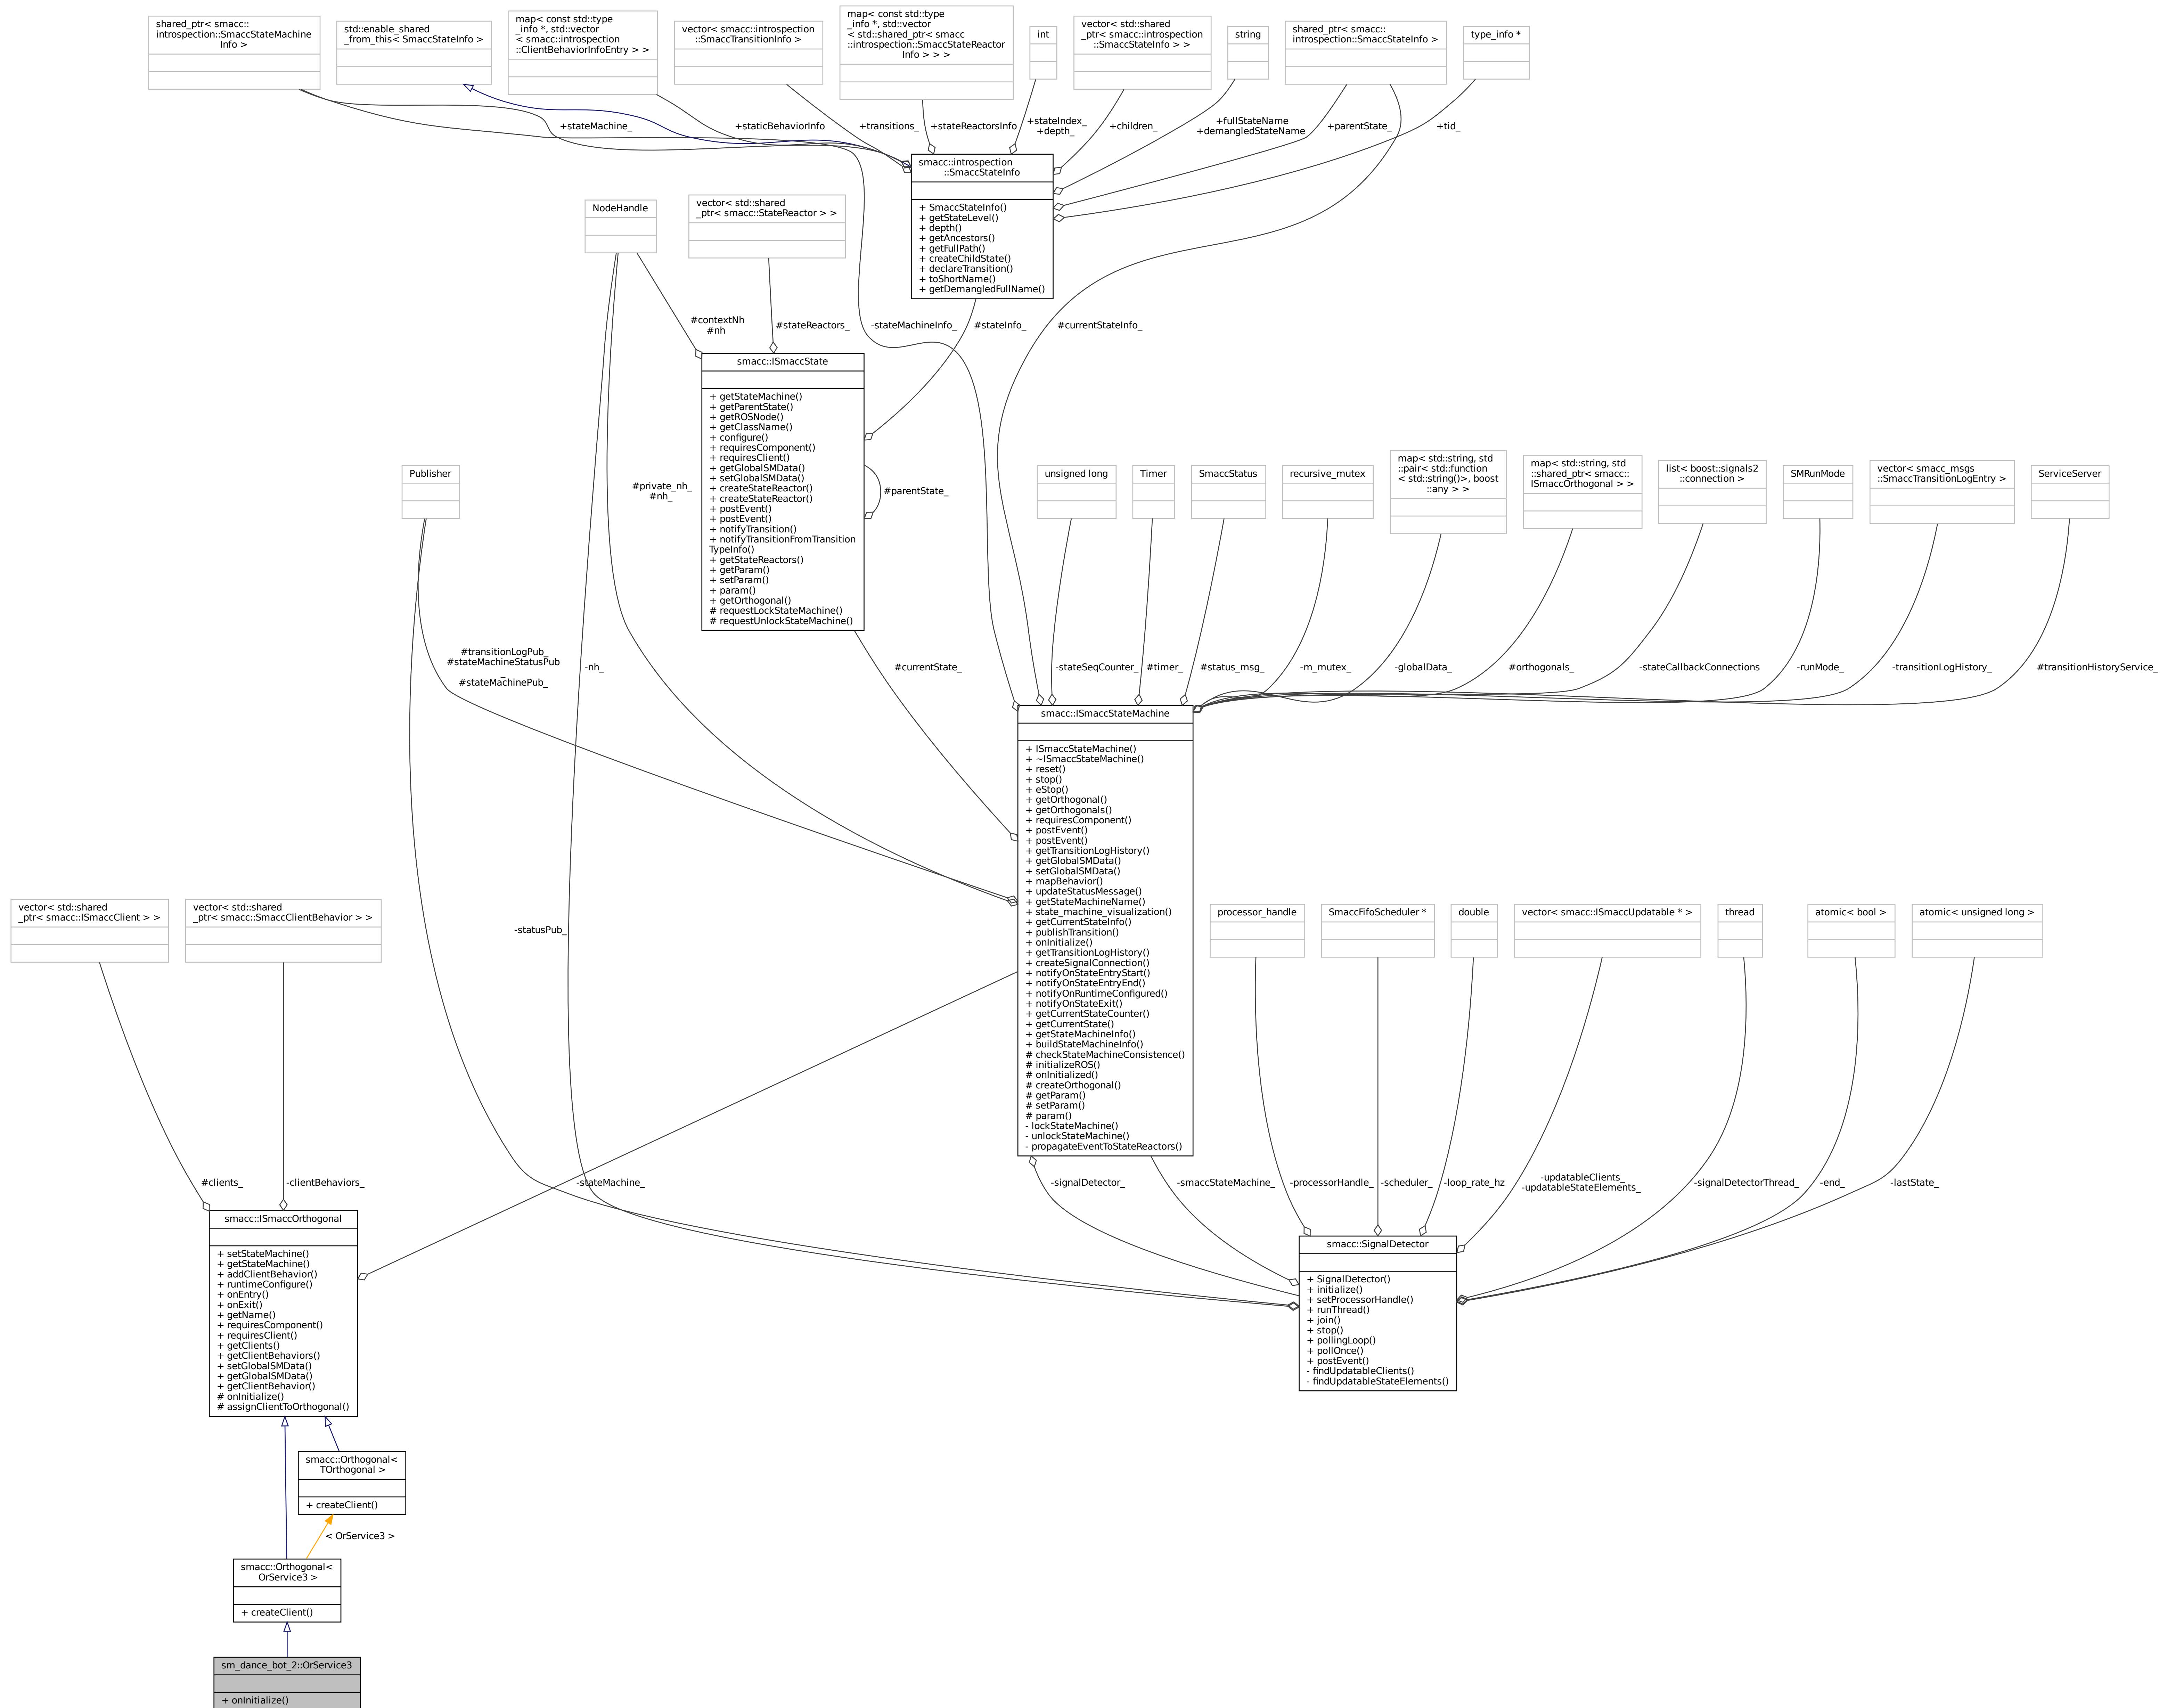 shared_ptr< smacc::
introspection::SmaccStateMachine
Info >
std::enable_shared
_from_this< SmaccStateInfo >
map< const std::type
_info *, std::vector
< smacc::introspection
::ClientBehaviorInfoEntry > >
vector< smacc::introspection
::SmaccTransitionInfo >
map< const std::type
_info *, std::vector
< std::shared_ptr< smacc
::introspection::SmaccStateReactor
Info > > >
int
vector< std::shared
_ptr< smacc::introspection
::SmaccStateInfo > >
string
shared_ptr< smacc::
introspection::SmaccStateInfo >
type_info *
+stateMachine_
+staticBehaviorInfo
+transitions_
+stateReactorsInfo
+stateIndex_
+depth_
+children_
+fullStateName
+demangledStateName
+parentState_
+tid_
smacc::introspection
::SmaccStateInfo
+ SmaccStateInfo()
+ getStateLevel()
+ depth()
+ getAncestors()
+ getFullPath()
+ createChildState()
+ declareTransition()
+ toShortName()
+ getDemangledFullName()
NodeHandle
vector< std::shared
_ptr< smacc::StateReactor > >
#contextNh
#nh
#stateReactors_
-stateMachineInfo_
#stateInfo_
#currentStateInfo_
smacc::ISmaccState
+ getStateMachine()
+ getParentState()
+ getROSNode()
+ getClassName()
+ configure()
+ requiresComponent()
+ requiresClient()
+ getGlobalSMData()
+ setGlobalSMData()
+ createStateReactor()
+ createStateReactor()
+ postEvent()
+ postEvent()
+ notifyTransition()
+ notifyTransitionFromTransition
TypeInfo()
+ getStateReactors()
+ getParam()
+ setParam()
+ param()
+ getOrthogonal()
# requestLockStateMachine()
# requestUnlockStateMachine()
#parentState_
Publisher
#private_nh_
#nh_
unsigned long
Timer
SmaccStatus
recursive_mutex
map< std::string, std
::pair< std::function
< std::string()>, boost
::any > >
map< std::string, std
::shared_ptr< smacc::
ISmaccOrthogonal > >
list< boost::signals2
::connection >
SMRunMode
vector< smacc_msgs
::SmaccTransitionLogEntry >
ServiceServer
#transitionLogPub_
#stateMachineStatusPub
_
#stateMachinePub_
-nh_
#currentState_
-stateSeqCounter_
#timer_
#status_msg_
-m_mutex_
-globalData_
#orthogonals_
-stateCallbackConnections
-runMode_
-transitionLogHistory_
#transitionHistoryService_
smacc::ISmaccStateMachine
+ ISmaccStateMachine()
+ ~ISmaccStateMachine()
+ reset()
+ stop()
+ eStop()
+ getOrthogonal()
+ getOrthogonals()
+ requiresComponent()
+ postEvent()
+ postEvent()
+ getTransitionLogHistory()
+ getGlobalSMData()
+ setGlobalSMData()
+ mapBehavior()
+ updateStatusMessage()
+ getStateMachineName()
+ state_machine_visualization()
+ getCurrentStateInfo()
+ publishTransition()
+ onInitialize()
+ getTransitionLogHistory()
+ createSignalConnection()
+ notifyOnStateEntryStart()
+ notifyOnStateEntryEnd()
+ notifyOnRuntimeConfigured()
+ notifyOnStateExit()
+ getCurrentStateCounter()
+ getCurrentState()
+ getStateMachineInfo()
+ buildStateMachineInfo()
# checkStateMachineConsistence()
# initializeROS()
# onInitialized()
# createOrthogonal()
# getParam()
# setParam()
# param()
- lockStateMachine()
- unlockStateMachine()
- propagateEventToStateReactors()
vector< std::shared
_ptr< smacc::ISmaccClient > >
vector< std::shared
_ptr< smacc::SmaccClientBehavior > >
-statusPub_
processor_handle
SmaccFifoScheduler *
double
vector< smacc::ISmaccUpdatable * >
thread
atomic< bool >
atomic< unsigned long >
#clients_
-clientBehaviors_
-stateMachine_
-signalDetector_
-smaccStateMachine_
-processorHandle_
-scheduler_
-loop_rate_hz
-updatableClients_
-updatableStateElements_
-signalDetectorThread_
-end_
-lastState_
smacc::ISmaccOrthogonal
+ setStateMachine()
+ getStateMachine()
+ addClientBehavior()
+ runtimeConfigure()
+ onEntry()
+ onExit()
+ getName()
+ requiresComponent()
+ requiresClient()
+ getClients()
+ getClientBehaviors()
+ setGlobalSMData()
+ getGlobalSMData()
+ getClientBehavior()
# onInitialize()
# assignClientToOrthogonal()
smacc::SignalDetector
+ SignalDetector()
+ initialize()
+ setProcessorHandle()
+ runThread()
+ join()
+ stop()
+ pollingLoop()
+ pollOnce()
+ postEvent()
- findUpdatableClients()
- findUpdatableStateElements()
smacc::Orthogonal<
TOrthogonal >
+ createClient()
< OrService3 >
smacc::Orthogonal<
OrService3 >
+ createClient()
sm_dance_bot_2::OrService3
+ onInitialize()